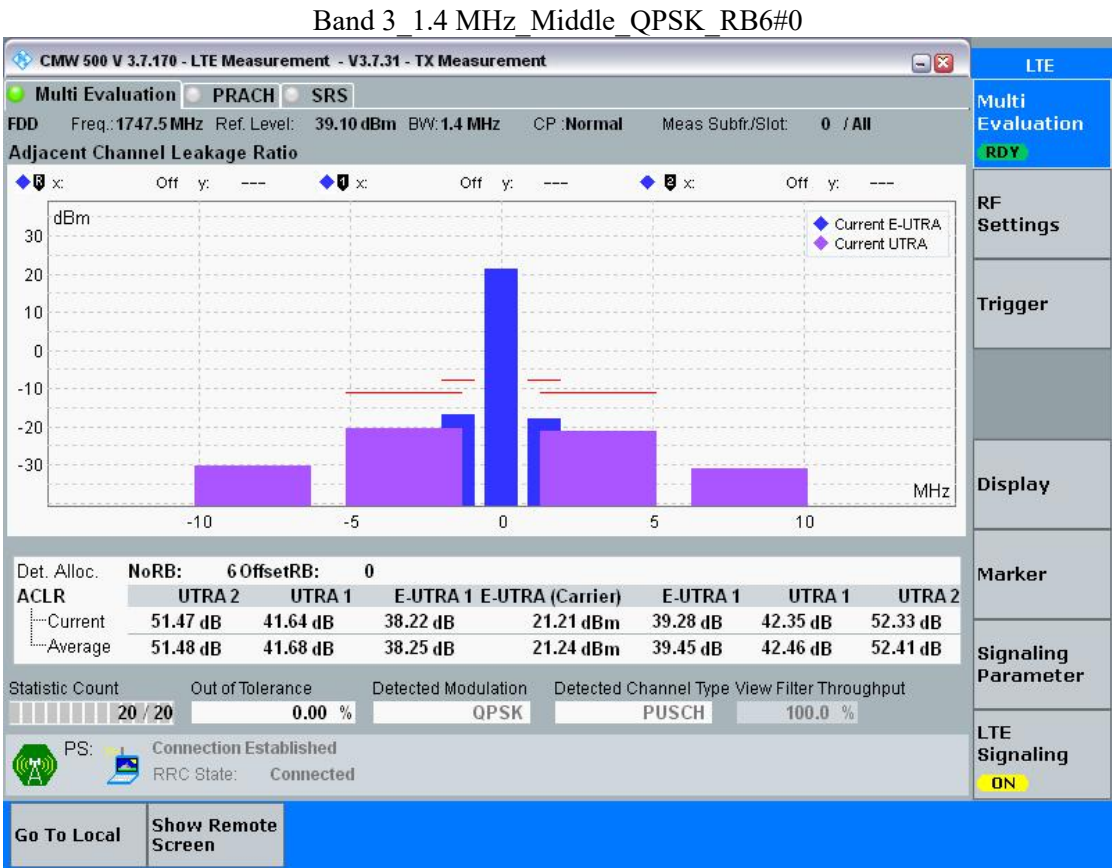 Band 3_1.4 MHz_Middle_QPSK_RB6#0
CMW 500 V 3.7.170 - LTE Measurement - V3.7.31 - TX Measurement
LTE
Multi Evaluation PRACH SRS
Multi Evaluation
RDY
FDD Freq.: 1747.5 MHz Ref. Level: 39.10 dBm BW: 1.4 MHz CP : Normal Meas Subfr./Slot: 0 / All
Adjacent Channel Leakage Ratio
R x: Off y: --- 1 x: Off y: --- 2 x: Off y: ---
dBm
Current E-UTRA
Current UTRA
30
20
10
0
-10
-20
-30
MHz
-10 -5 0 5 10
RF Settings
Trigger
Display
Marker
Signaling Parameter
LTE Signaling
ON
Det. Alloc. NoRB: 6 OffsetRB: 0
ACLR UTRA 2 UTRA 1 E-UTRA 1 E-UTRA (Carrier) E-UTRA 1 UTRA 1 UTRA 2
Current 51.47 dB 41.64 dB 38.22 dB 21.21 dBm 39.28 dB 42.35 dB 52.33 dB
Average 51.48 dB 41.68 dB 38.25 dB 21.24 dBm 39.45 dB 42.46 dB 52.41 dB
Statistic Count Out of Tolerance Detected Modulation Detected Channel Type View Filter Throughput
20 / 20 0.00 % QPSK PUSCH 100.0 %
PS: Connection Established
RRC State: Connected
Go To Local Show Remote Screen